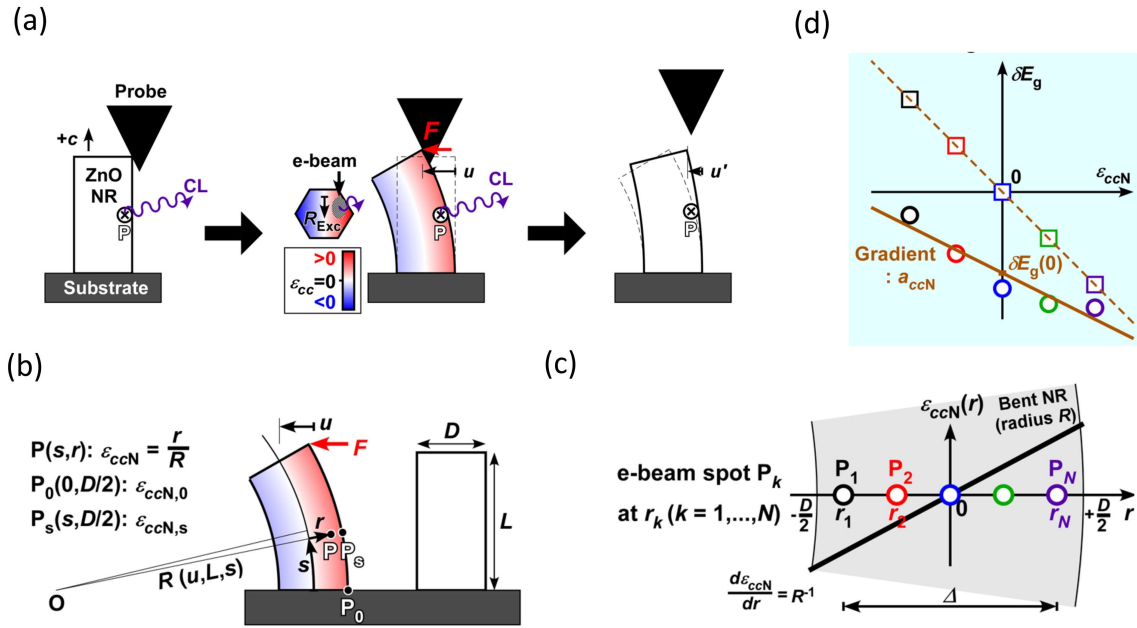 (a)
Probe
+c
ZnO
NR
CL
P
Substrate
e-beam
R_Exc
>0
ε_cc=0
<0
F
u
CL
P
u'
P
(d)
δE_g
0
ε_ccN
δE_g(0)
Gradient
: a_ccN
(b)
P(s,r): ε_ccN = r/R
P_0(0,D/2): ε_ccN,0
P_s(s,D/2): ε_ccN,s
u
F
D
L
r
P
P_s
s
R (u,L,s)
O
P_0
(c)
ε_ccN(r)
Bent NR
(radius R)
e-beam spot P_k
at r_k (k = 1,...,N)
P_1
P_2
P_N
-D/2
r_1
r_2
0
r_N
+D/2
r
dε_ccN/dr = R^-1
Δ